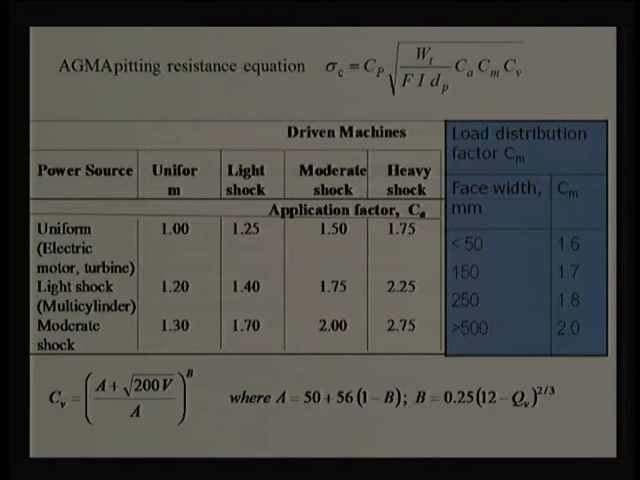 AGMA pitting resistance equation σc = CP √(Wt / (F I dp) Ca Cm Cv)
Driven Machines
Power Source Unifor m Light shock Moderate shock Heavy shock
Application factor, Ca
Uniform (Electric motor, turbine) 1.00 1.25 1.50 1.75
Light shock (Multicylinder) 1.20 1.40 1.75 2.25
Moderate shock 1.30 1.70 2.00 2.75
Load distribution
factor Cm
Face width, mm Cm
<50 1.6
150 1.7
250 1.8
>500 2.0
Cv = ((A + √200V) / A)^B where A = 50 + 56 (1 − B); B = 0.25(12 − Qv)^2/3